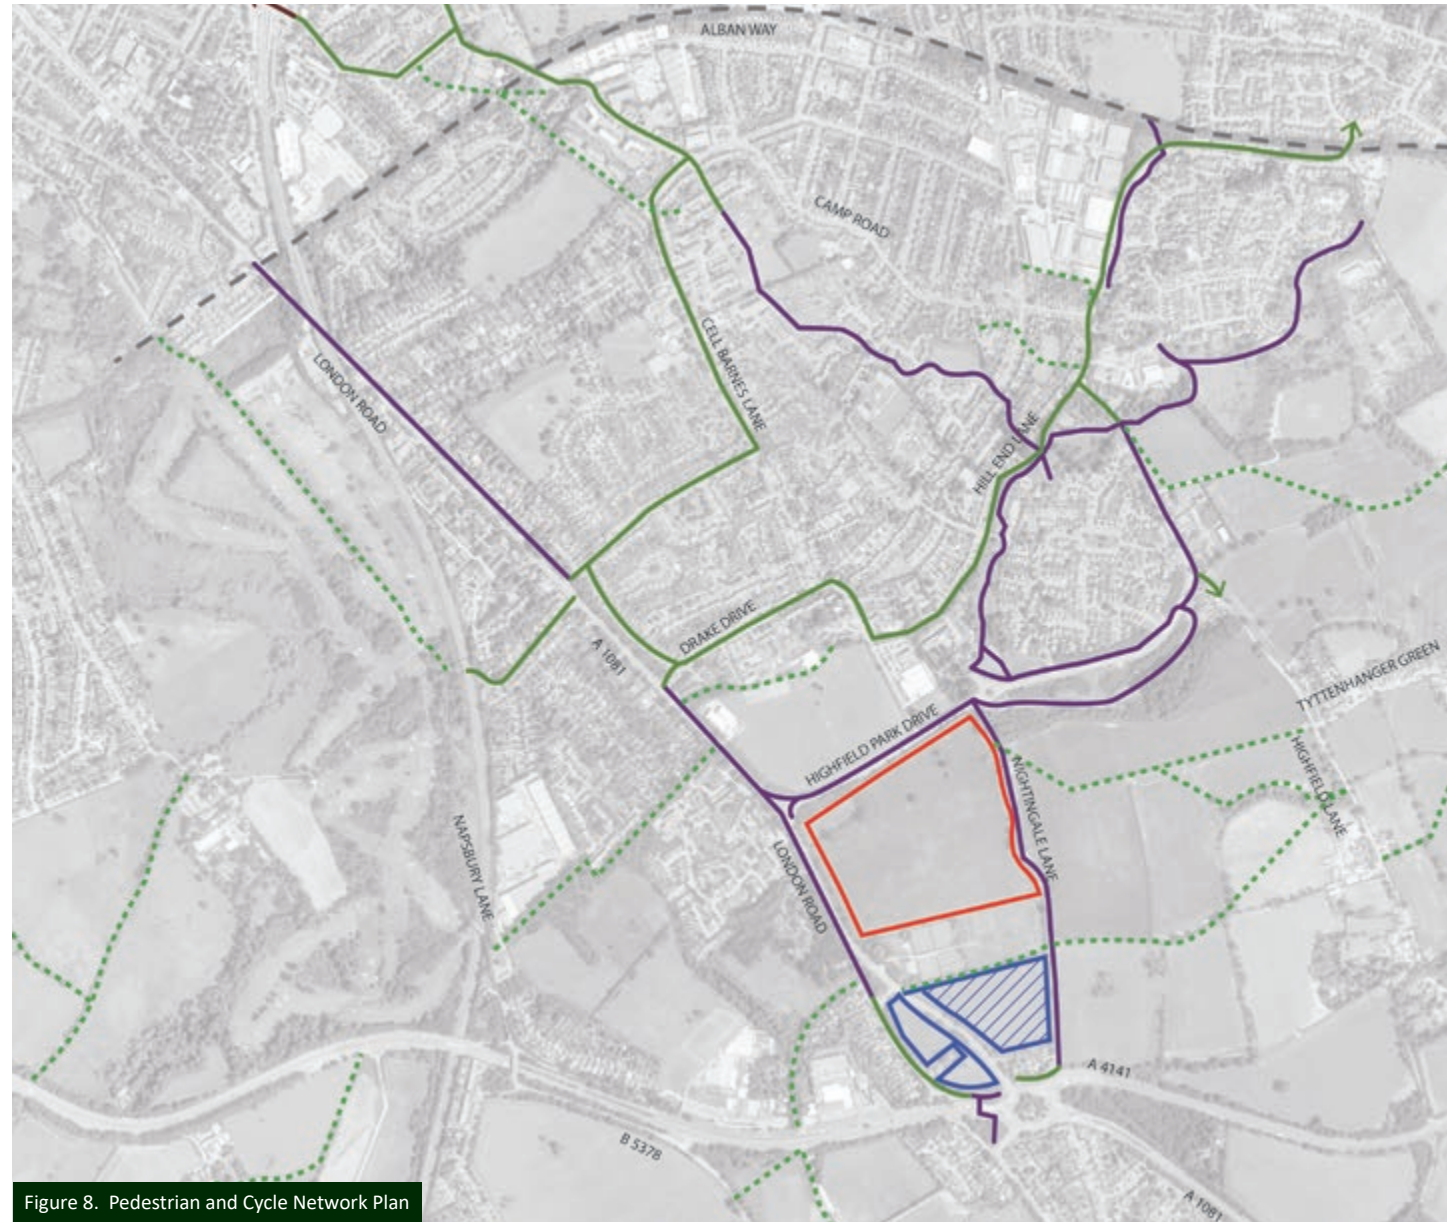 ALBAN WAY
CAMP ROAD
CELL BARNES LANE
LONDON ROAD
HILL END LANE
DRAKE DRIVE
A 1081
TYTTENHANGER GREEN
HIGHFIELD PARK DRIVE
HIGHFIELD LANE
NIGHTINGALE LANE
NAPSBURY LANE
LONDON ROAD
A 4141
B 5378
A 1081
Figure 8. Pedestrian and Cycle Network Plan